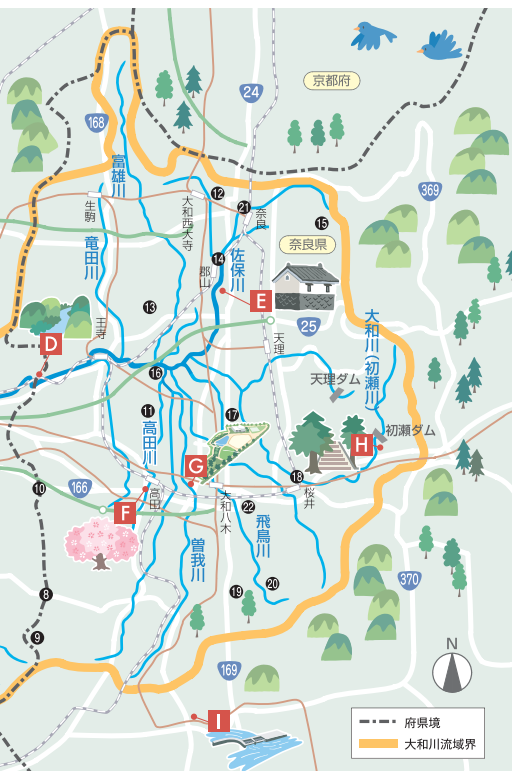 京都府
24
168
富雄川
369
生駒
12
大和西大寺
21
奈良
15
竜田川
奈良県
佐保川
14
郡山
E
13
25
大和川(初瀬川)
王寺
D
天理
16
天理ダム
11
17
高田川
初瀬ダム
H
G
18
10
166
高田
大和八木
桜井
F
22
飛鳥川
曽我川
370
20
19
8
9
169
N
I
府県境
大和川流域界